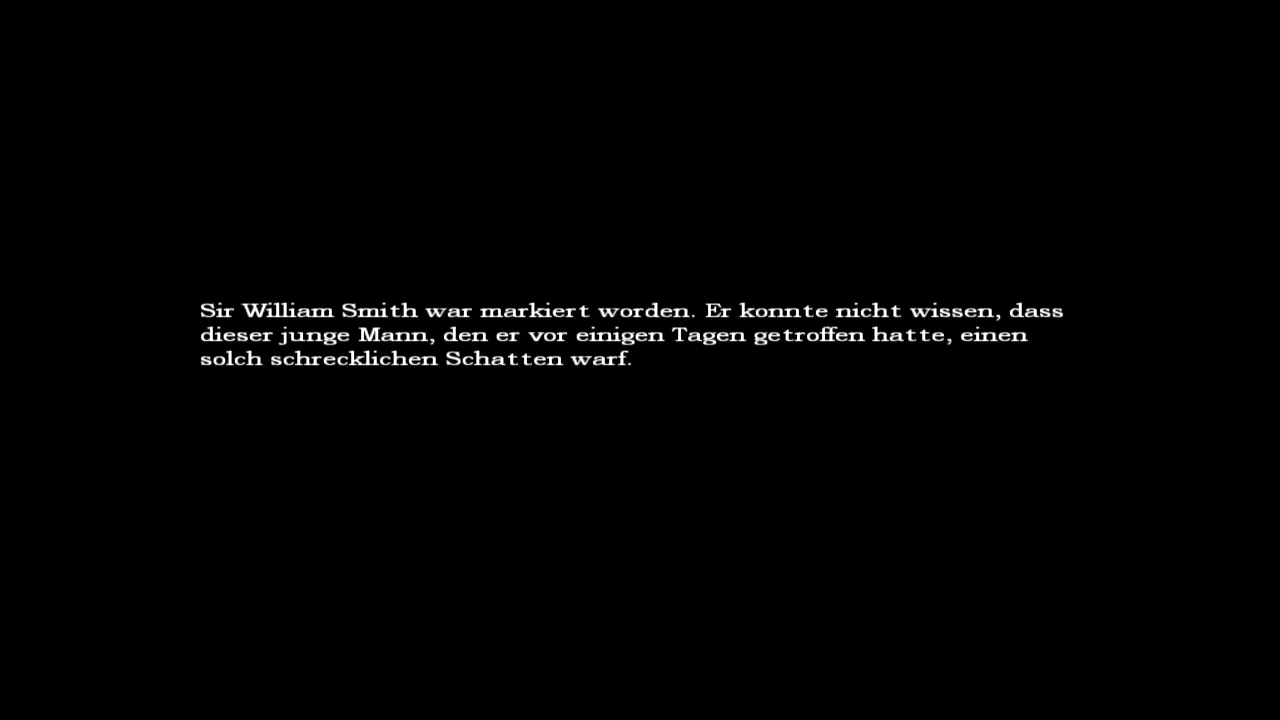 Sir William Smith war markiert worden. Er konnte nicht wissen, dass
dieser junge Mann, den er vor einigen Tagen getroffen hatte, einen
solch schrecklichen Schatten warf.